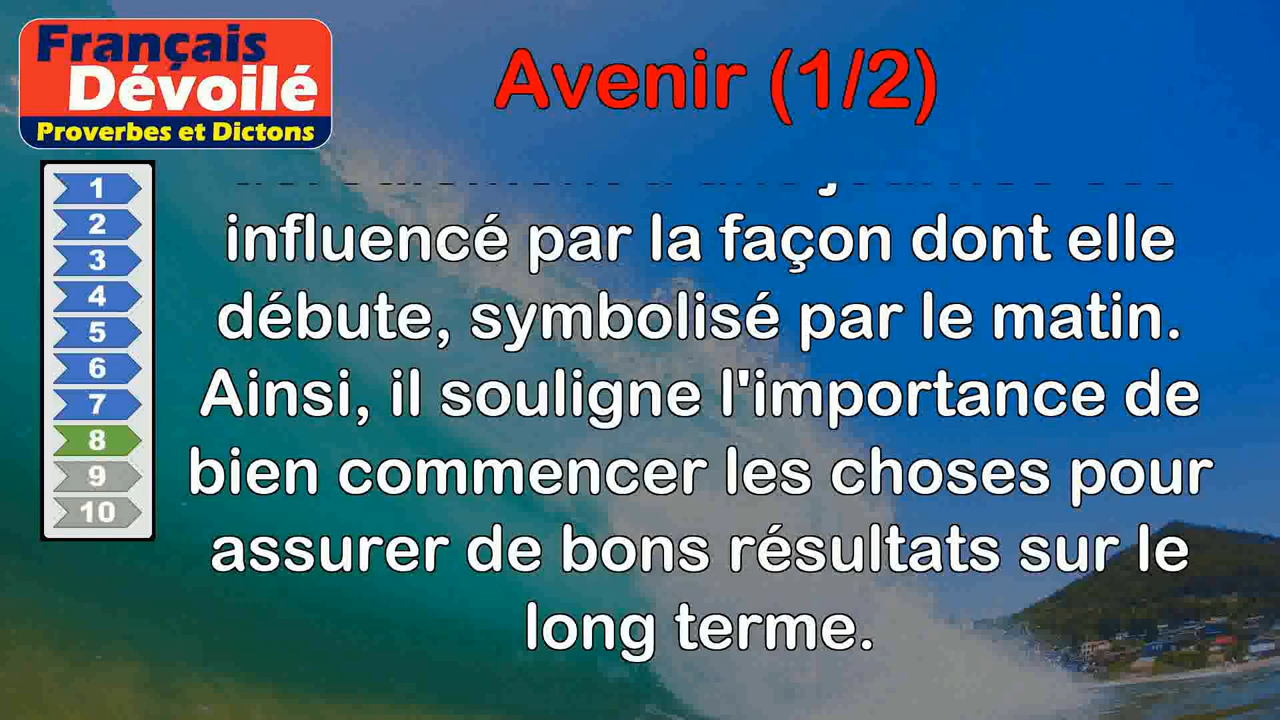 Français
Dévoilé
Proverbes et Dictons
Avenir (1/2)
1
2
3
4
5
6
7
8
9
10
influencé par la façon dont elle
débute, symbolisé par le matin.
Ainsi, il souligne l'importance de
bien commencer les choses pour
assurer de bons résultats sur le
long terme.